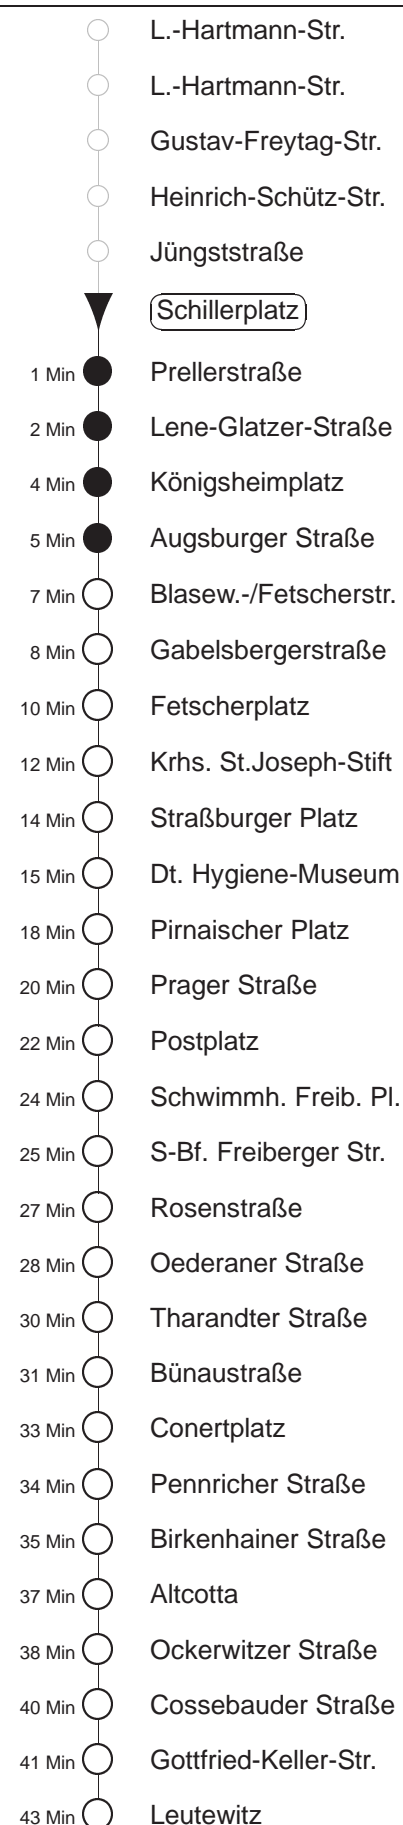 L.-Hartmann-Str.
L.-Hartmann-Str.
Gustav-Freytag-Str.
Heinrich-Schütz-Str.
Jüngststraße
Schillerplatz
1 Min Prellerstraße
2 Min Lene-Glatzer-Straße
4 Min Königsheimplatz
5 Min Augsburger Straße
7 Min Blasew.-/Fetscherstr.
8 Min Gabelsbergerstraße
10 Min Fetscherplatz
12 Min Krhs. St.Joseph-Stift
14 Min Straßburger Platz
15 Min Dt. Hygiene-Museum
18 Min Pirnaischer Platz
20 Min Prager Straße
22 Min Postplatz
24 Min Schwimmh. Freib. Pl.
25 Min S-Bf. Freiberger Str.
27 Min Rosenstraße
28 Min Oederaner Straße
30 Min Tharandter Straße
31 Min Bünaustraße
33 Min Conertplatz
34 Min Pennricher Straße
35 Min Birkenhainer Straße
37 Min Altcotta
38 Min Ockerwitzer Straße
40 Min Cossebauder Straße
41 Min Gottfried-Keller-Str.
43 Min Leutewitz